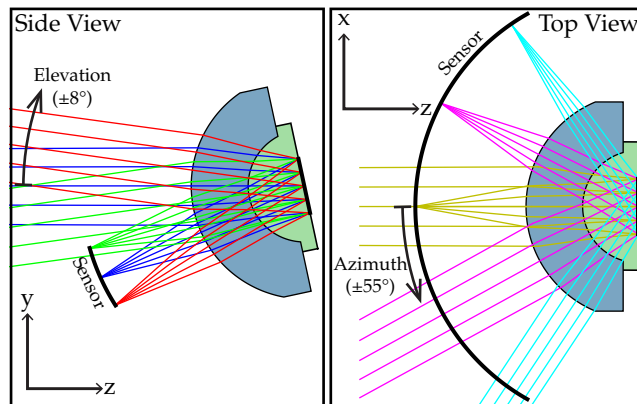 Side View
Elevation
(±8°)
Sensor
y
z
Top View
x
Sensor
z
Azimuth
(±55°)